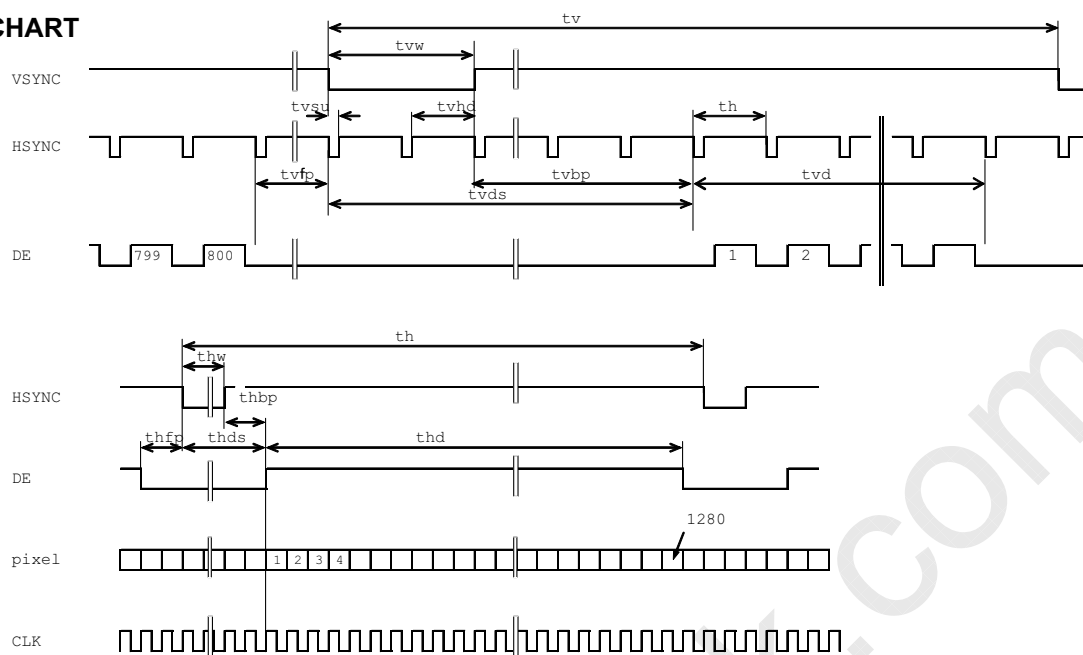 CHART
tv
tvw
VSYNC
tvsu
tvhd
th
HSYNC
tvfp
tvbp
tvd
tvds
DE
799
800
1
2
th
thw
HSYNC
thbp
thfp
thds
thd
DE
1280
pixel
1 2 3 4
CLK
.com